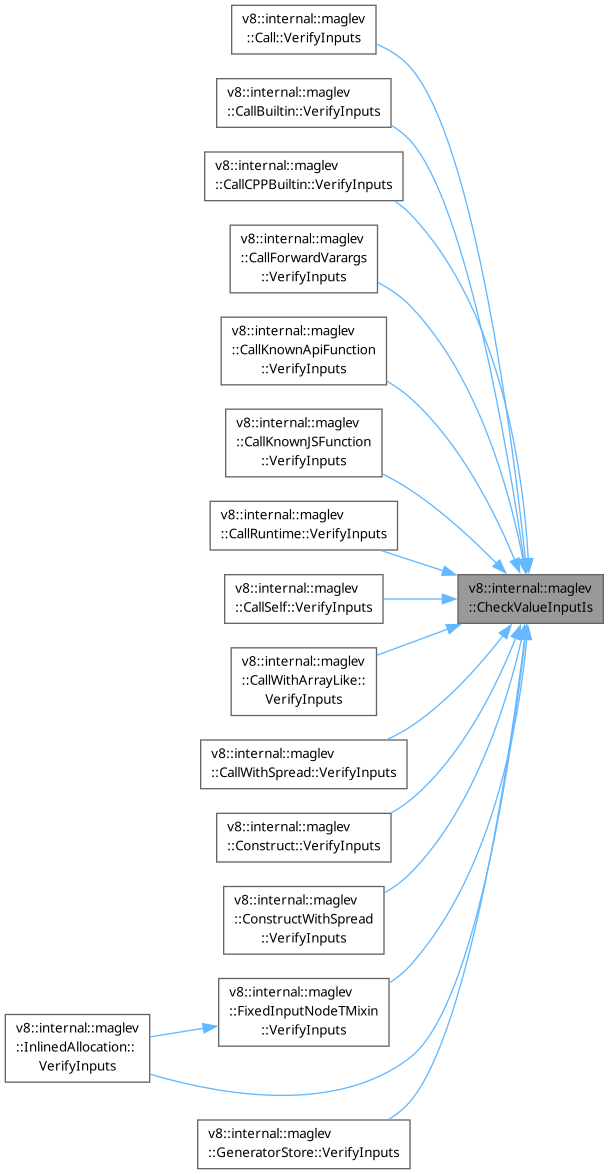 v8::internal::maglev
::Call::VerifyInputs
v8::internal::maglev
::CallBuiltin::VerifyInputs
v8::internal::maglev
::CallCPPBuiltin::VerifyInputs
v8::internal::maglev
::CallForwardVarargs
::VerifyInputs
v8::internal::maglev
::CallKnownApiFunction
::VerifyInputs
v8::internal::maglev
::CallKnownJSFunction
::VerifyInputs
v8::internal::maglev
::CallRuntime::VerifyInputs
v8::internal::maglev
::CallSelf::VerifyInputs
v8::internal::maglev
::CheckValueInputIs
v8::internal::maglev
::CallWithArrayLike::
VerifyInputs
v8::internal::maglev
::CallWithSpread::VerifyInputs
v8::internal::maglev
::Construct::VerifyInputs
v8::internal::maglev
::ConstructWithSpread
::VerifyInputs
v8::internal::maglev
::FixedInputNodeTMixin
::VerifyInputs
v8::internal::maglev
::InlinedAllocation::
VerifyInputs
v8::internal::maglev
::GeneratorStore::VerifyInputs